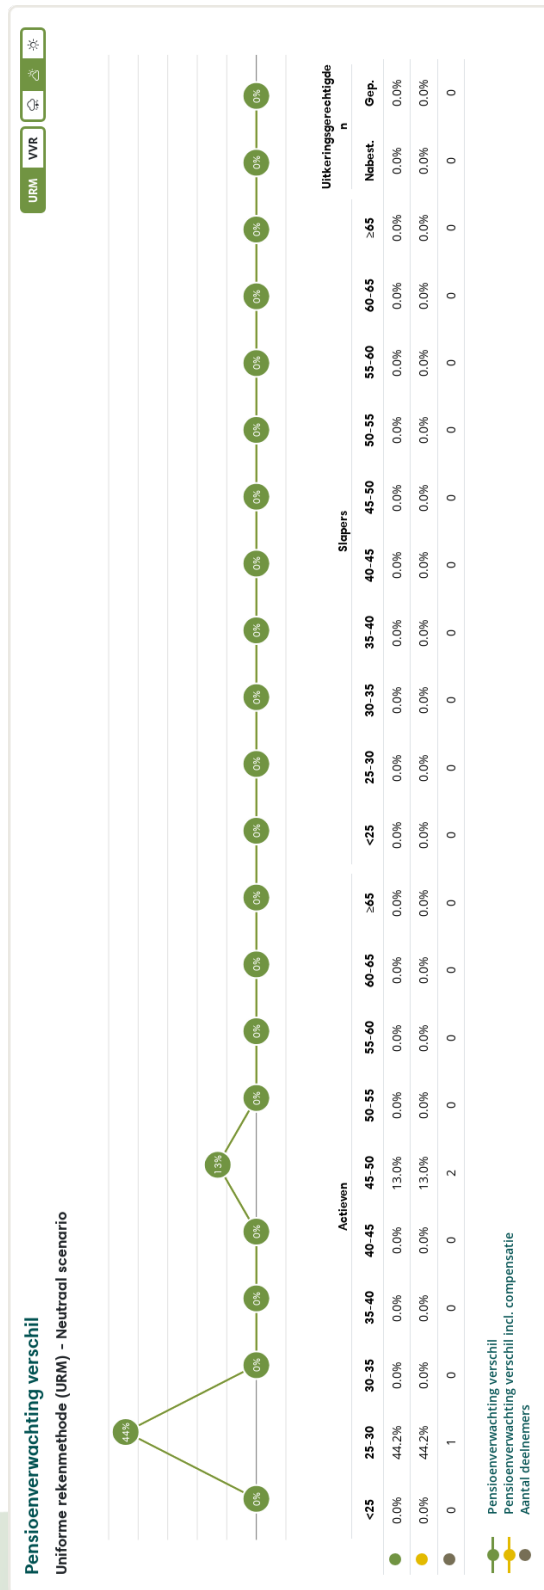 Pensioenverwachting verschil
Uniforme rekenmethode (URM) - Neutraal scenario
URM VVR
44% 13%
0% 0% 0% 0% 0% 0% 0% 0% 0% 0% 0% 0% 0% 0% 0% 0% 0% 0% 0% 0%
Actieven Slapers Uitkeringsgerechtigde
n
<25 25-30 30-35 35-40 40-45 45-50 50-55 55-60 60-65 ≥65 <25 25-30 30-35 35-40 40-45 45-50 50-55 55-60 60-65 ≥65 Nabest. Gep.
0.0% 44.2% 0.0% 0.0% 0.0% 13.0% 0.0% 0.0% 0.0% 0.0% 0.0% 0.0% 0.0% 0.0% 0.0% 0.0% 0.0% 0.0% 0.0% 0.0% 0.0% 0.0%
0.0% 44.2% 0.0% 0.0% 0.0% 13.0% 0.0% 0.0% 0.0% 0.0% 0.0% 0.0% 0.0% 0.0% 0.0% 0.0% 0.0% 0.0% 0.0% 0.0% 0.0% 0.0%
0 1 0 0 0 2 0 0 0 0 0 0 0 0 0 0 0 0 0 0 0 0
Pensioenverwachting verschil
Pensioenverwachting verschil incl. compensatie
Aantal deelnemers